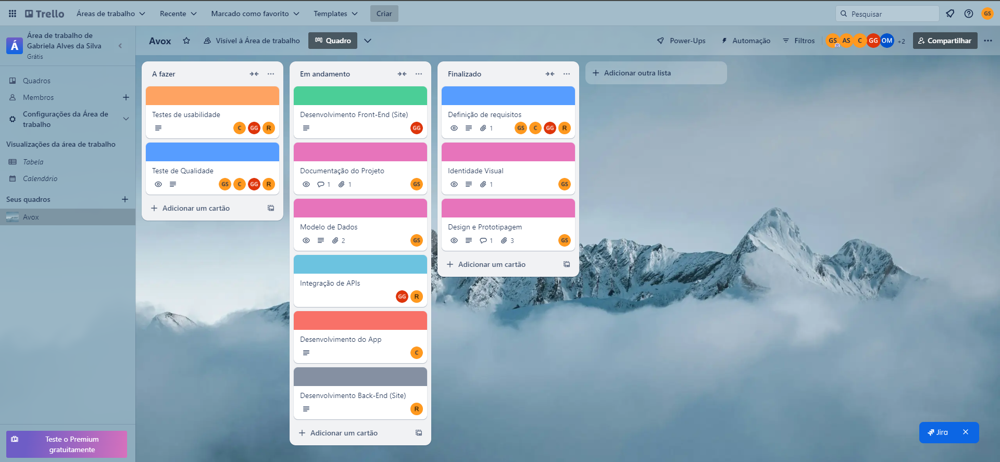 Trello
Áreas de trabalho
Recente
Marcado como favorito
Templates
Criar
Pesquisar
GS
Á
Área de trabalho de
Gabriela Alves da Silva
Grátis
Avox
Visível à Área de trabalho
Quadro
Power-Ups
Automação
Filtros
GS
AS
C
GG
OM
+2
Compartilhar
Quadros
Membros
Configurações da Área de
trabalho
Visualizações da área de trabalho
Tabela
Calendário
Seus quadros
Avox
Teste o Premium
gratuitamente
A fazer
Testes de usabilidade
C GG R
Teste de Qualidade
GS C GG R
Adicionar um cartão
Em andamento
Desenvolvimento Front-End (Site)
GG
Documentação do Projeto
1 1 GS
Modelo de Dados
2 GS
Integração de APIs
GG R
Desenvolvimento do App
C
Desenvolvimento Back-End (Site)
R
Adicionar um cartão
Finalizado
Definição de requisitos
1 GS C GG R
Identidade Visual
1 GS
Design e Prototipagem
1 3 GS
Adicionar um cartão
Adicionar outra lista
Jira